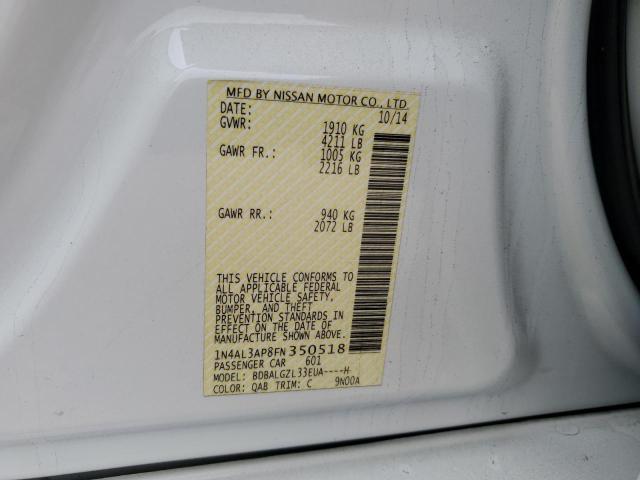 MFD BY NISSAN MOTOR CO., LTD.
DATE: 10/14
GVWR: 1910 KG
4211 LB
GAWR FR.: 1005 KG
2216 LB
GAWR RR.: 940 KG
2072 LB
THIS VEHICLE CONFORMS TO
ALL APPLICABLE FEDERAL
MOTOR VEHICLE SAFETY,
BUMPER, AND THEFT
PREVENTION STANDARDS IN
EFFECT ON THE DATE OF
MANUFACTURE SHOWN ABOVE.
1N4AL3AP8FN350518
PASSENGER CAR 601
MODEL: BDBALGZL33EUA----H-
COLOR: QAB TRIM: C 9N00A